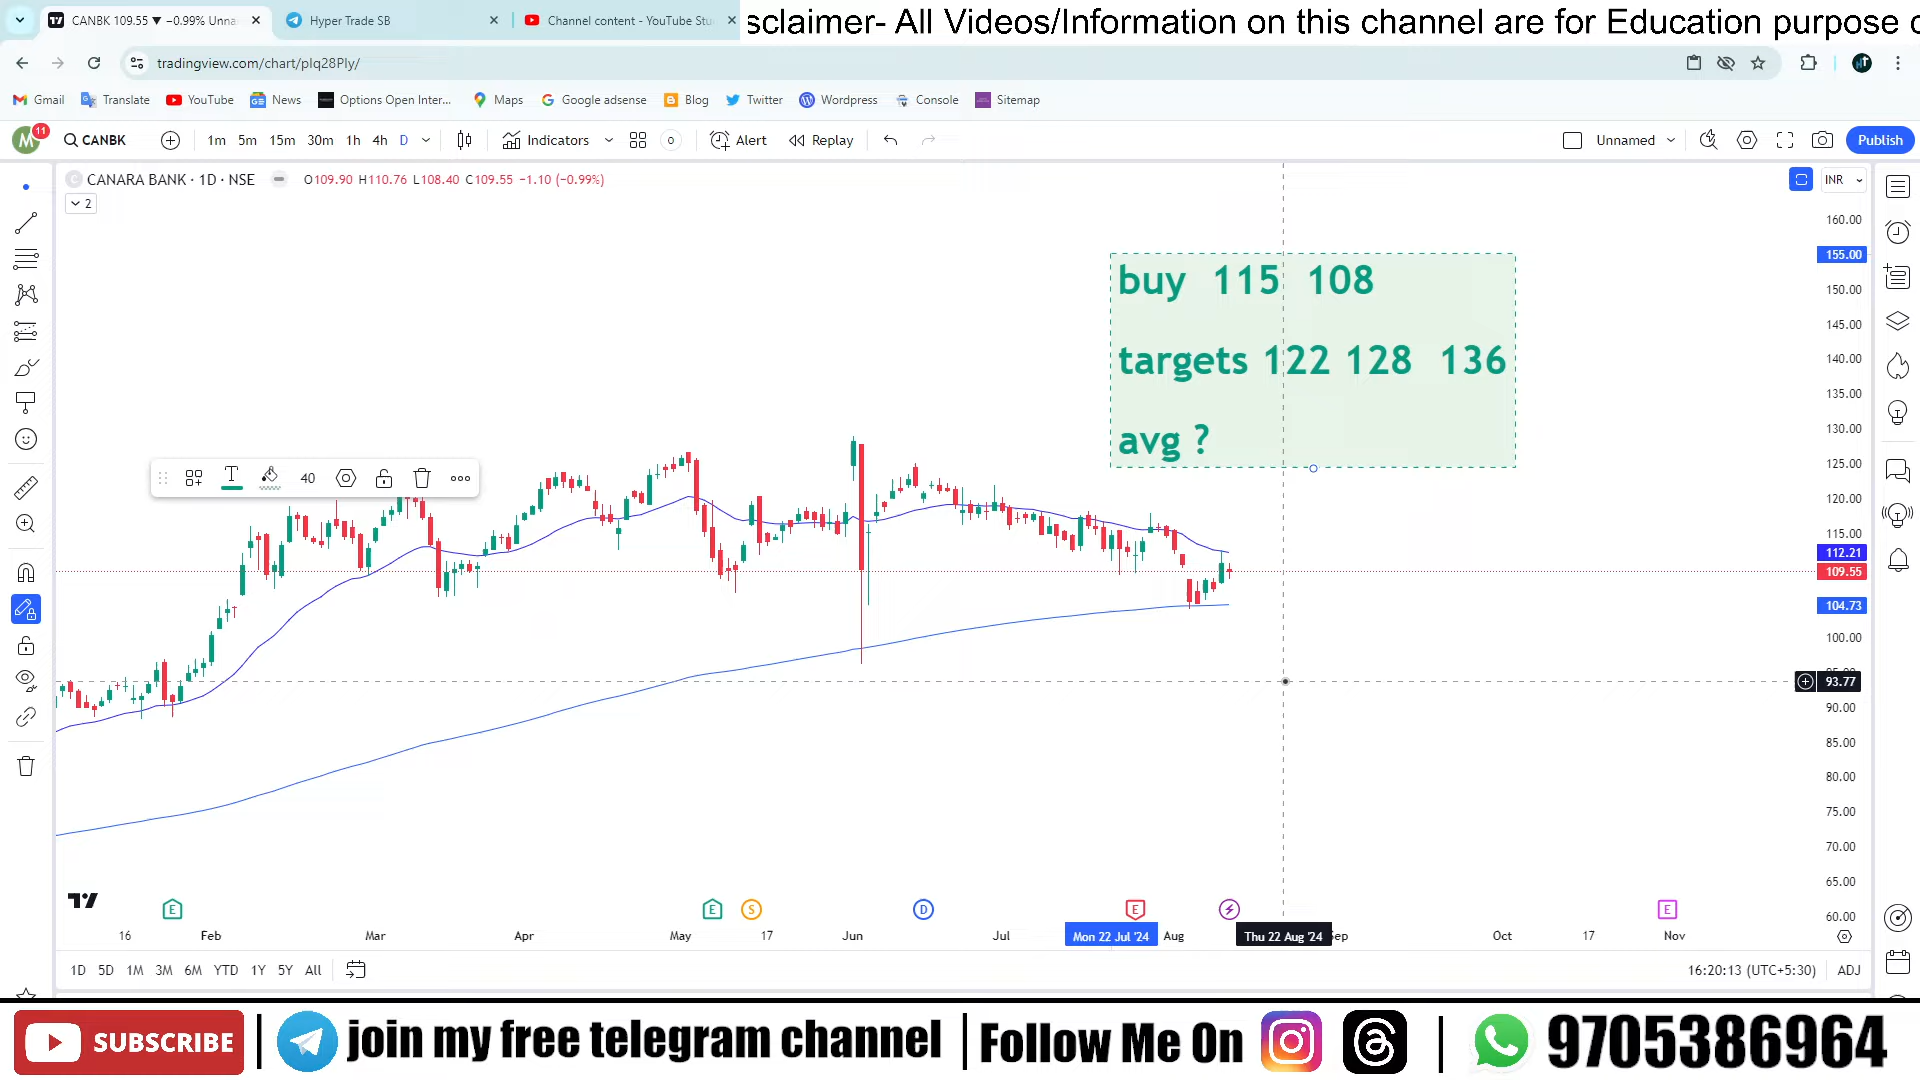 CANBK 109.55 ▼ −0.99% Unna
Hyper Trade SB
Channel content - YouTube Stu
sclaimer- All Videos/Information on this channel are for Education purpose
tradingview.com/chart/plq28Ply/
Gmail
Translate
YouTube
News
Options Open Inter...
Maps
Google adsense
Blog
Twitter
Wordpress
Console
Sitemap
M
11
CANBK
1m 5m 15m 30m 1h 4h D
Indicators
Alert
Replay
Unnamed
Publish
CANARA BANK · 1D · NSE
O109.90 H110.76 L108.40 C109.55 −1.10 (−0.99%)
INR
2
160.00
155.00
150.00
145.00
140.00
135.00
130.00
125.00
120.00
115.00
112.21
109.55
104.73
100.00
93.77
90.00
85.00
80.00
75.00
70.00
65.00
60.00
buy 115 108
targets 122 128 136
avg ?
40
E E S D E E
16 Feb Mar Apr May 17 Jun Jul Mon 22 Jul '24 Aug Thu 22 Aug '24 Oct 17 Nov
1D 5D 1M 3M 6M YTD 1Y 5Y All
16:20:13 (UTC+5:30) ADJ
SUBSCRIBE | join my free telegram channel | Follow Me On | 9705386964